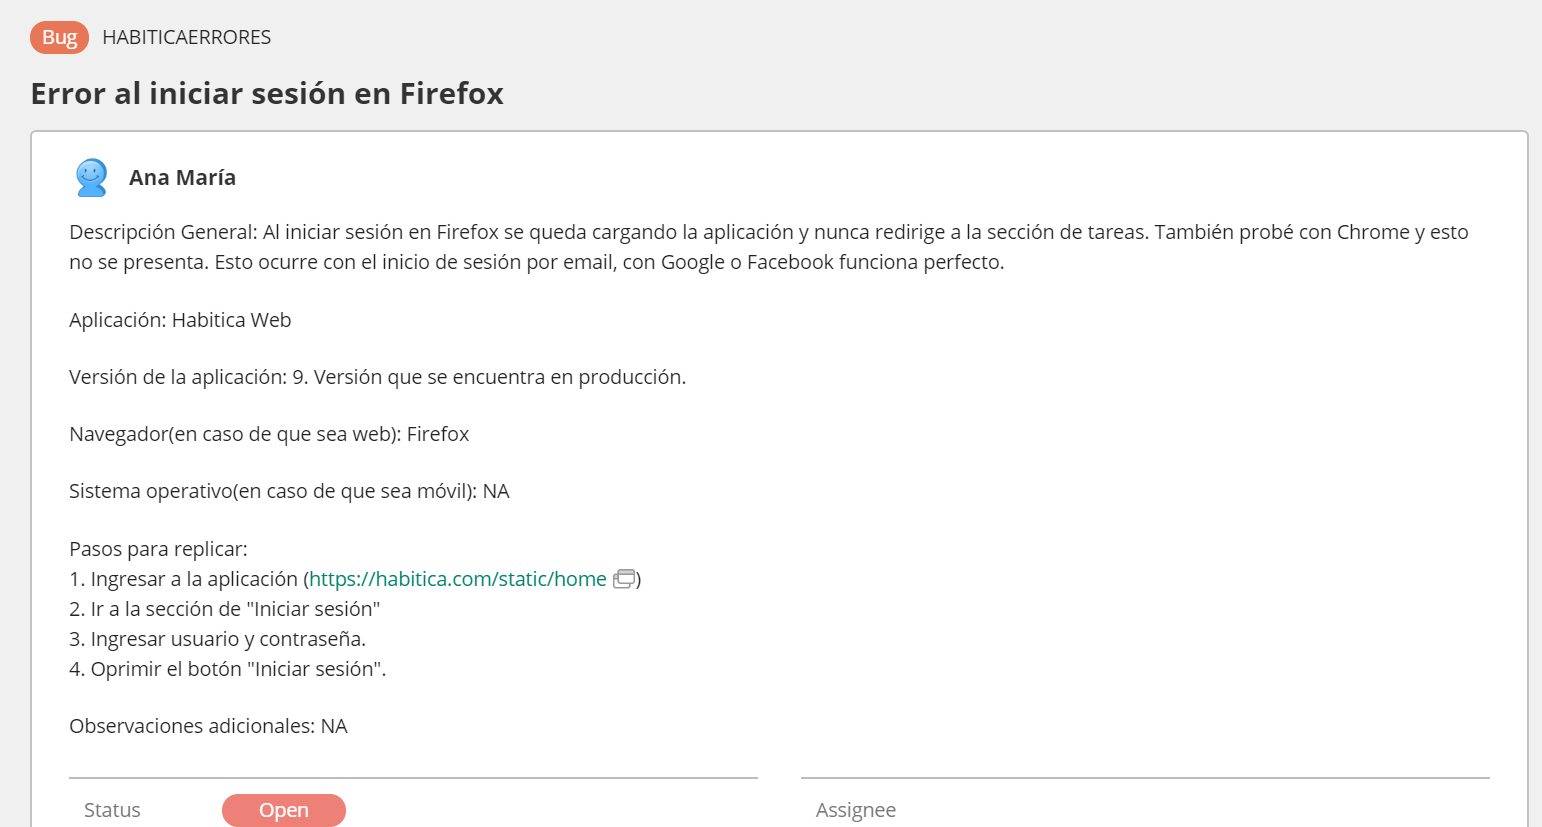 Bug HABITICAERRORES
Error al iniciar sesión en Firefox
Ana María
Descripción General: Al iniciar sesión en Firefox se queda cargando la aplicación y nunca redirige a la sección de tareas. También probé con Chrome y esto
no se presenta. Esto ocurre con el inicio de sesión por email, con Google o Facebook funciona perfecto.
Aplicación: Habitica Web
Versión de la aplicación: 9. Versión que se encuentra en producción.
Navegador(en caso de que sea web): Firefox
Sistema operativo(en caso de que sea móvil): NA
Pasos para replicar:
1. Ingresar a la aplicación (https://habitica.com/static/home )
2. Ir a la sección de "Iniciar sesión"
3. Ingresar usuario y contraseña.
4. Oprimir el botón "Iniciar sesión".
Observaciones adicionales: NA
Status Open Assignee